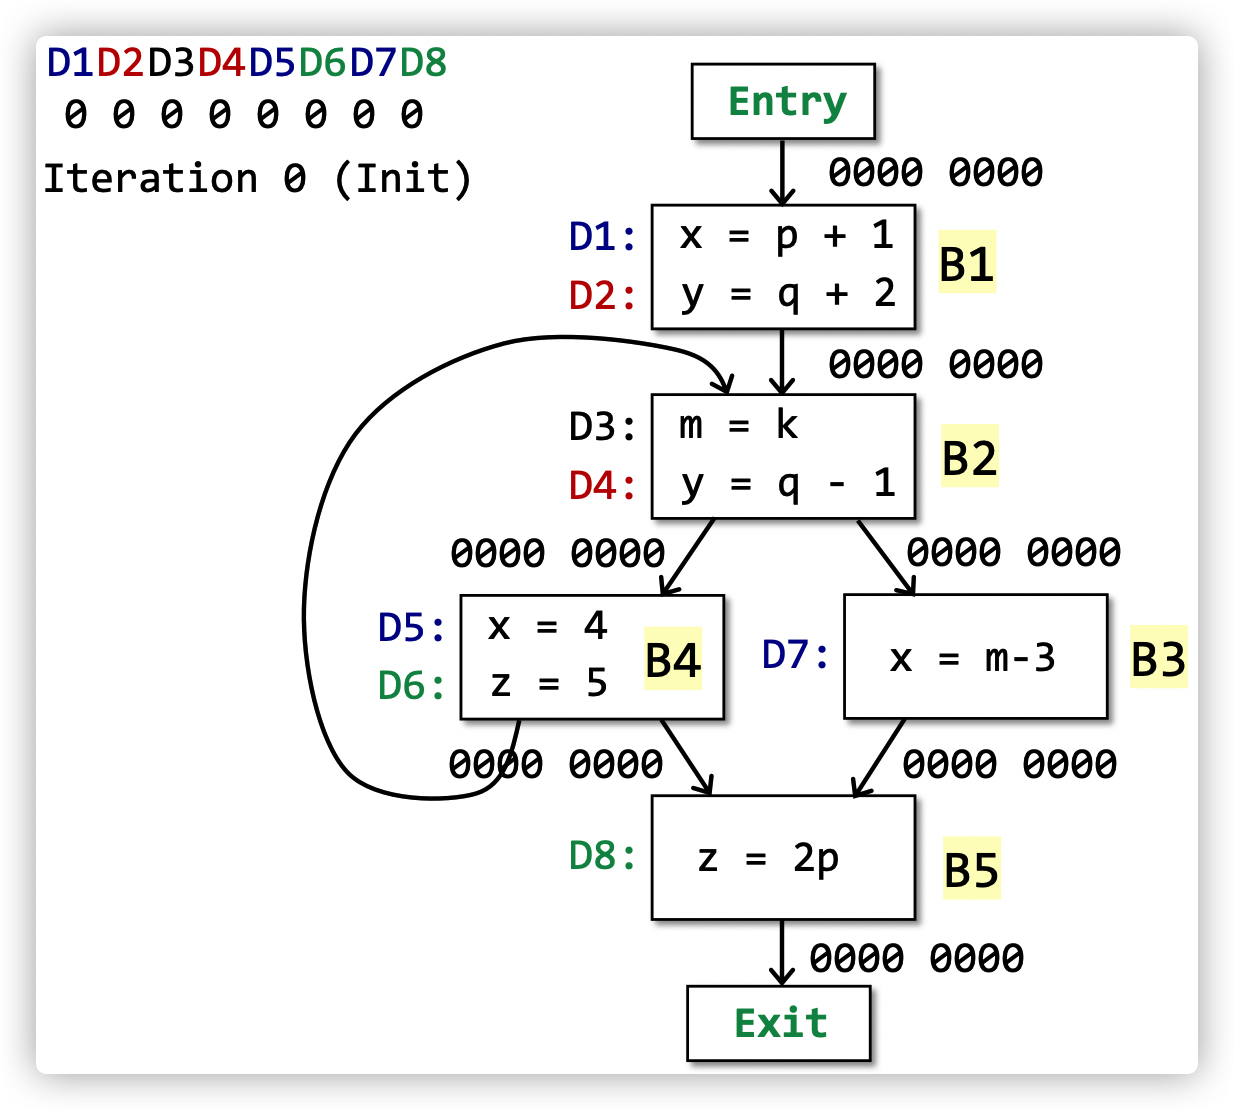 D1D2D3D4D5D6D7D8
0 0 0 0 0 0 0 0
Iteration 0 (Init)
Entry
0000 0000
D1: x = p + 1
D2: y = q + 2
B1
0000 0000
D3: m = k
D4: y = q - 1
B2
0000 0000
0000 0000
D5: x = 4
D6: z = 5
B4
D7: x = m-3
B3
0000 0000
0000 0000
D8: z = 2p
B5
0000 0000
Exit